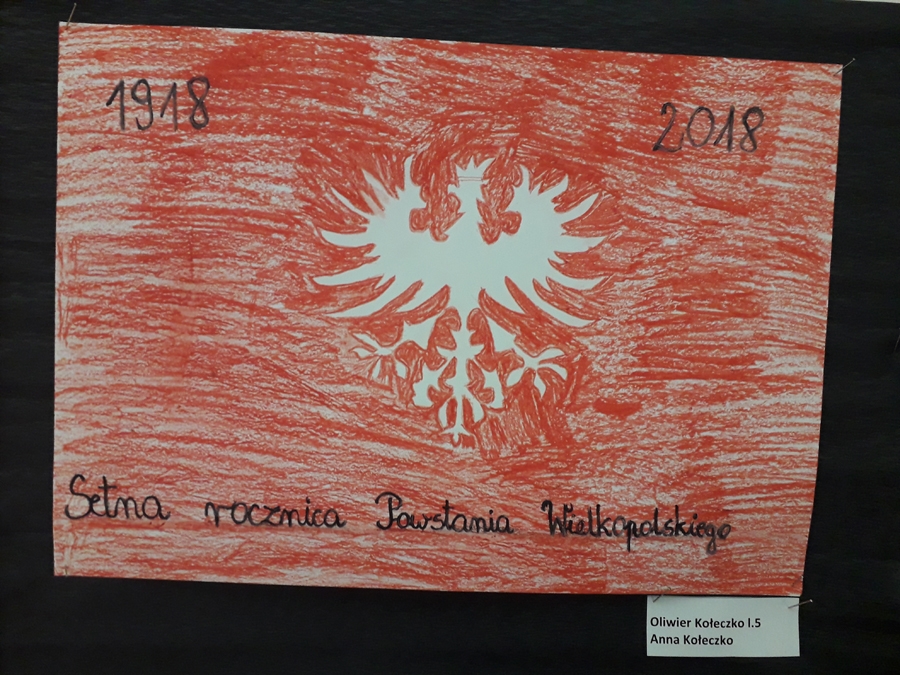 1918
2018
Setna rocznica Powstania Wielkopolskiego
Oliwier Kołeczko l.5
Anna Kołeczko